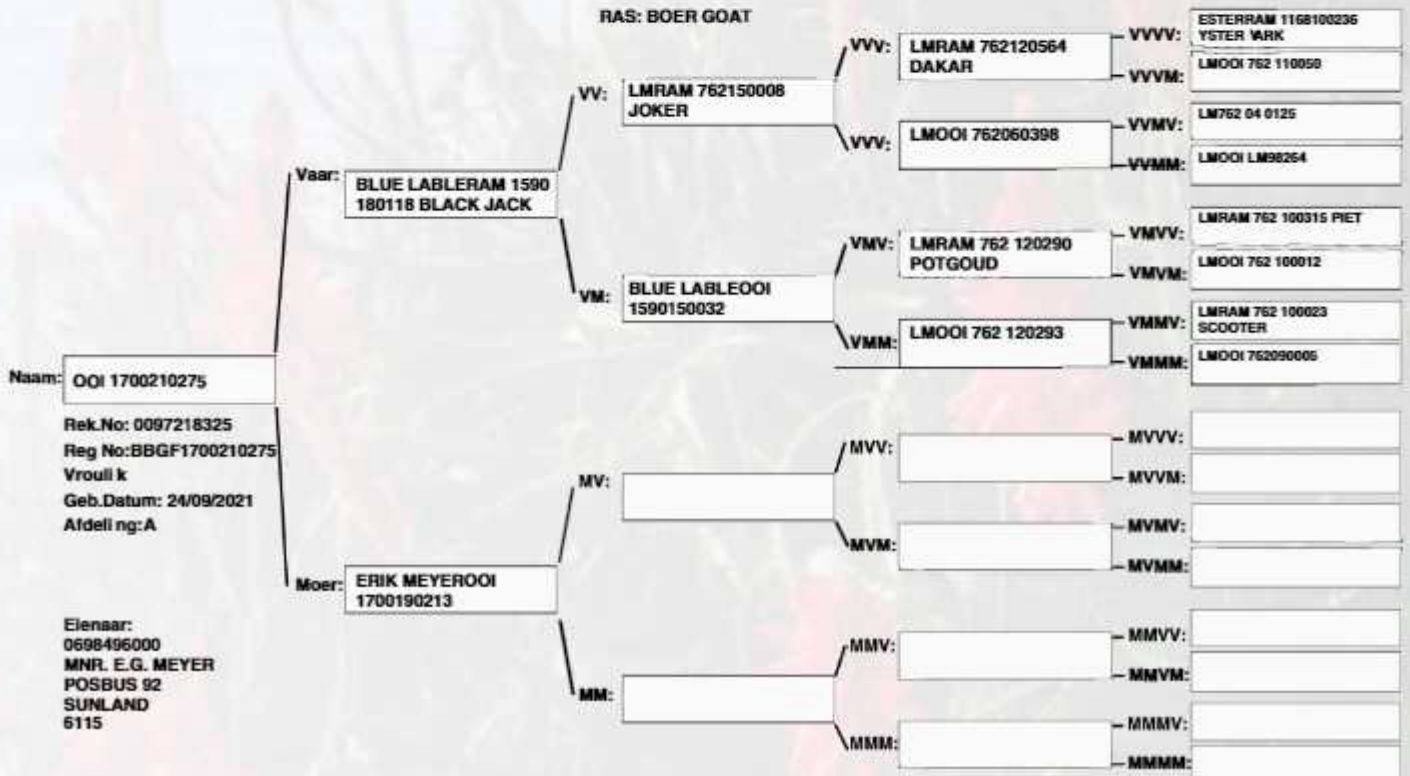 RAS: BOER GOAT
Naam: OOI 1700210275
Rek.No: 0097218325
Reg No:BBGF1700210275
Vrouli k
Geb.Datum: 24/09/2021
Afdeli ng:A
Eienaar:
0698496000
MNR. E.G. MEYER
POSBUS 92
SUNLAND
6115
Vaar: BLUE LABLERAM 1590
180118 BLACK JACK
Moer: ERIK MEYEROOI
1700190213
VV: LMRAM 762150008
JOKER
VM: BLUE LABLEOOI
1590150032
MV:
MM:
VVV: LMRAM 762120564
DAKAR
VVV: LMOOI 762060398
VMV: LMRAM 762 120290
POTGOUD
VMM: LMOOI 762 120293
MVV:
MVM:
MMV:
MMM:
VVVV: ESTERRAM 1168100236
YSTER VARK
VVVM: LMOOI 762 110050
VVMV: LM762 04 0125
VVMM: LMOOI LM98264
VMVV: LMRAM 762 100315 PIET
VMVM: LMOOI 762 100012
VMMV: LMRAM 762 100023
SCOOTER
VMMM: LMOOI 762090005
MVVV:
MVVM:
MVMV:
MVMM:
MMVV:
MMVM:
MMMV:
MMMM: